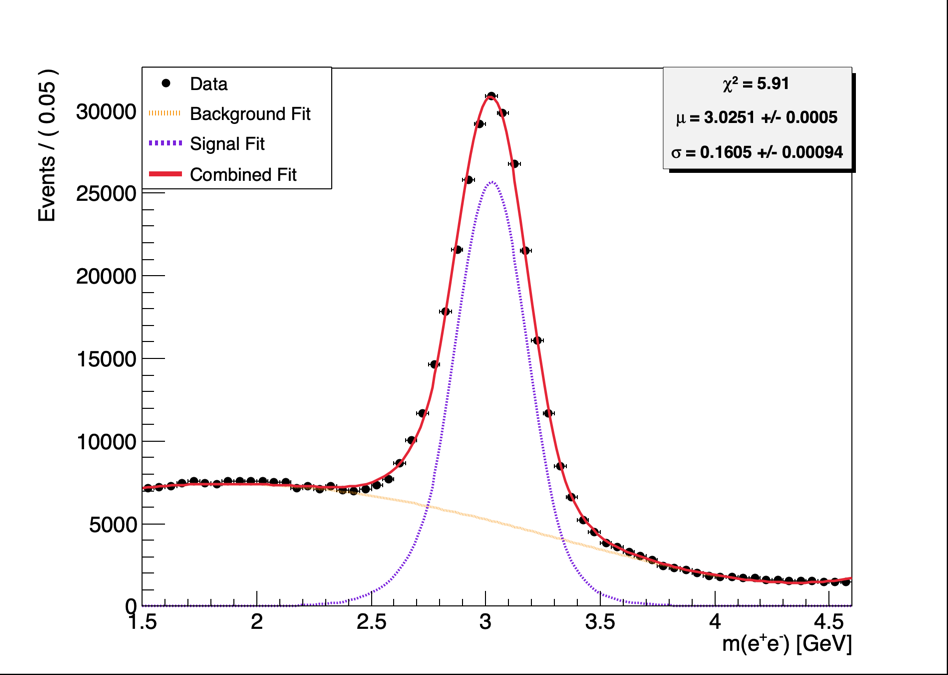 Events / ( 0.05 )
30000
25000
20000
15000
10000
5000
0
Data
Background Fit
Signal Fit
Combined Fit
χ² = 5.91
μ = 3.0251 +/- 0.0005
σ = 0.1605 +/- 0.00094
1.5 2 2.5 3 3.5 4 4.5
m(e⁺e⁻) [GeV]